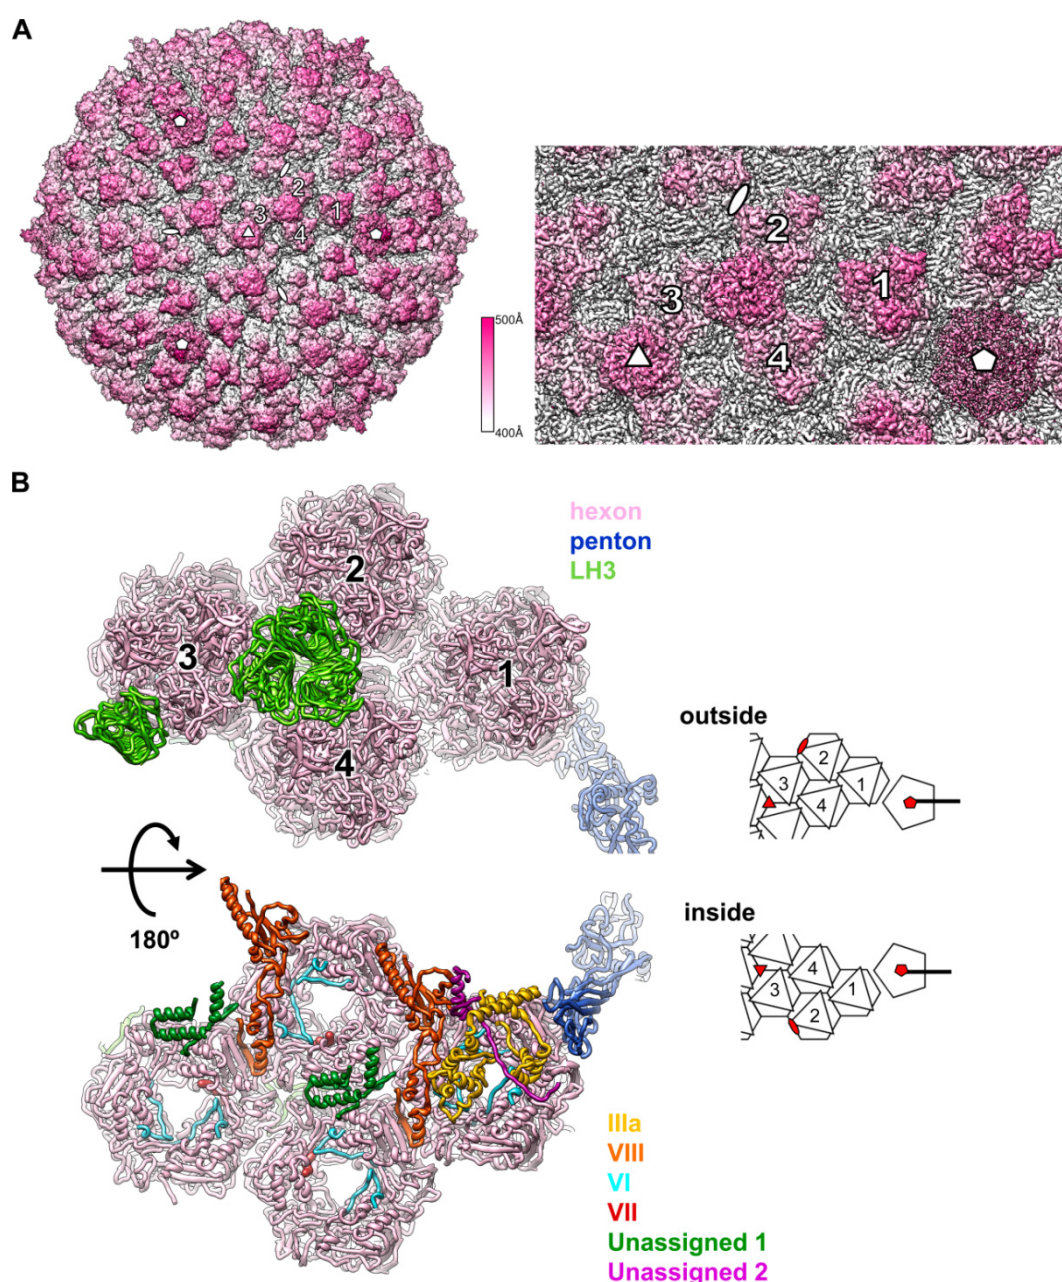 A
2
3
1
4
500Å
400Å
2
1
3
4
B
hexon
penton
LH3
2
3
1
4
outside
2
3
1
4
180º
inside
4
3
1
2
IIIa
VIII
VI
VII
Unassigned 1
Unassigned 2